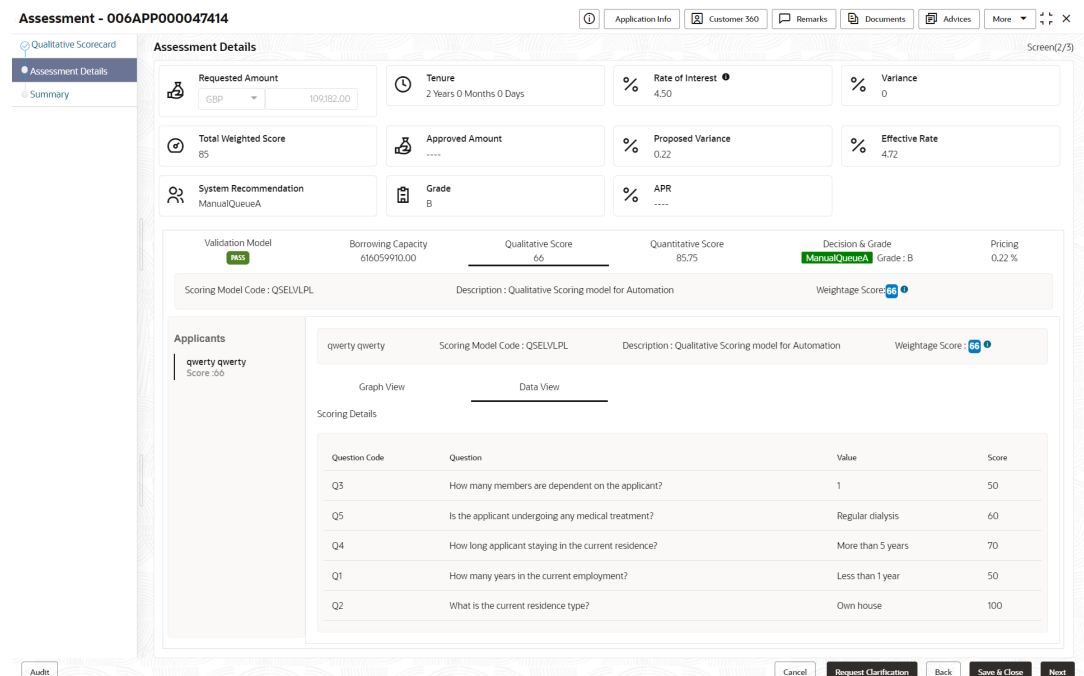 Assessment - 006APP000047414
Application Info
Customer 360
Remarks
Documents
Advices
More
Qualitative Scorecard
Assessment Details
Summary
Assessment Details
Screen(2/3)
Requested Amount
GBP 109,182.00
Tenure
2 Years 0 Months 0 Days
Rate of Interest
4.50
Variance
0
Total Weighted Score
85
Approved Amount
----
Proposed Variance
0.22
Effective Rate
4.72
System Recommendation
ManualQueueA
Grade
B
APR
----
Validation Model
PASS
Borrowing Capacity
616059910.00
Qualitative Score
66
Quantitative Score
85.75
Decision & Grade
ManualQueueA Grade : B
Pricing
0.22 %
Scoring Model Code : QSELVLPL Description : Qualitative Scoring model for Automation Weightage Score:66
Applicants
qwerty qwerty
Score :66
qwerty qwerty Scoring Model Code : QSELVLPL Description : Qualitative Scoring model for Automation Weightage Score : 66
Graph View Data View
Scoring Details
Question Code Question Value Score
Q3 How many members are dependent on the applicant? 1 50
Q5 Is the applicant undergoing any medical treatment? Regular dialysis 60
Q4 How long applicant staying in the current residence? More than 5 years 70
Q1 How many years in the current employment? Less than 1 year 50
Q2 What is the current residence type? Own house 100
Audit
Cancel
Request Clarification
Back
Save & Close
Next